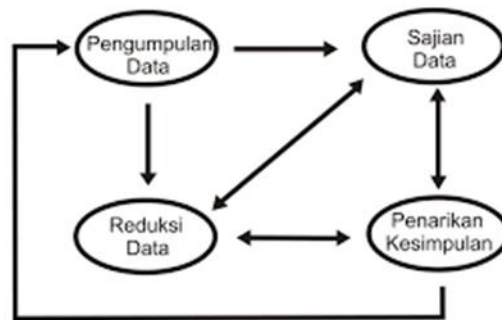 Pengumpulan
Data
Sajian
Data
Reduksi
Data
Penarikan
Kesimpulan